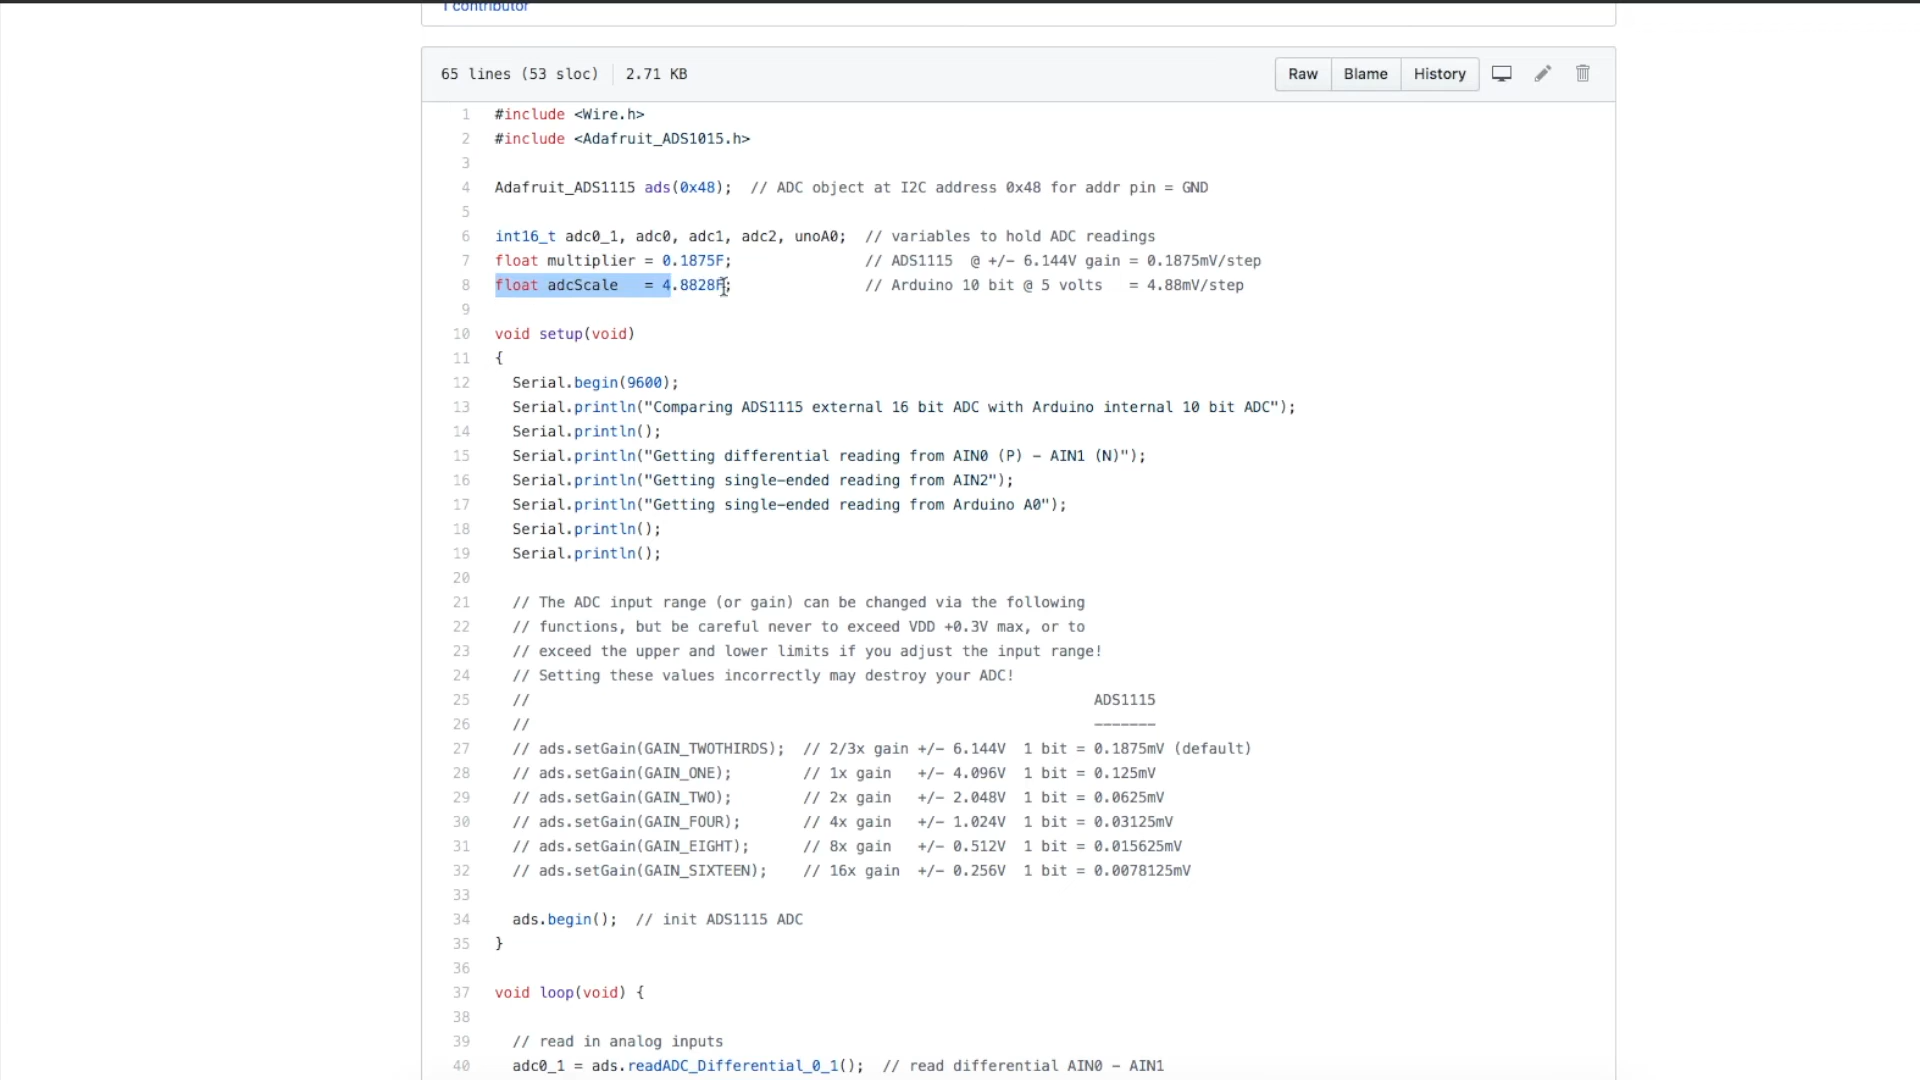 1 contributor
65 lines (53 sloc) 2.71 KB Raw Blame History
1 #include <Wire.h>
2 #include <Adafruit_ADS1015.h>
3
4 Adafruit_ADS1115 ads(0x48);  // ADC object at I2C address 0x48 for addr pin = GND
5
6 int16_t adc0_1, adc0, adc1, adc2, unoA0;  // variables to hold ADC readings
7 float multiplier = 0.1875F;               // ADS1115  @ +/- 6.144V gain = 0.1875mV/step
8 float adcScale   = 4.8828F;               // Arduino 10 bit @ 5 volts   = 4.88mV/step
9
10 void setup(void)
11 {
12   Serial.begin(9600);
13   Serial.println("Comparing ADS1115 external 16 bit ADC with Arduino internal 10 bit ADC");
14   Serial.println();
15   Serial.println("Getting differential reading from AIN0 (P) - AIN1 (N)");
16   Serial.println("Getting single-ended reading from AIN2");
17   Serial.println("Getting single-ended reading from Arduino A0");
18   Serial.println();
19   Serial.println();
20
21   // The ADC input range (or gain) can be changed via the following
22   // functions, but be careful never to exceed VDD +0.3V max, or to
23   // exceed the upper and lower limits if you adjust the input range!
24   // Setting these values incorrectly may destroy your ADC!
25   //                                                                ADS1115
26   //                                                                -------
27   // ads.setGain(GAIN_TWOTHIRDS);  // 2/3x gain +/- 6.144V  1 bit = 0.1875mV (default)
28   // ads.setGain(GAIN_ONE);        // 1x gain   +/- 4.096V  1 bit = 0.125mV
29   // ads.setGain(GAIN_TWO);        // 2x gain   +/- 2.048V  1 bit = 0.0625mV
30   // ads.setGain(GAIN_FOUR);       // 4x gain   +/- 1.024V  1 bit = 0.03125mV
31   // ads.setGain(GAIN_EIGHT);      // 8x gain   +/- 0.512V  1 bit = 0.015625mV
32   // ads.setGain(GAIN_SIXTEEN);    // 16x gain  +/- 0.256V  1 bit = 0.0078125mV
33
34   ads.begin();  // init ADS1115 ADC
35 }
36
37 void loop(void) {
38
39   // read in analog inputs
40   adc0_1 = ads.readADC_Differential_0_1();  // read differential AIN0 - AIN1